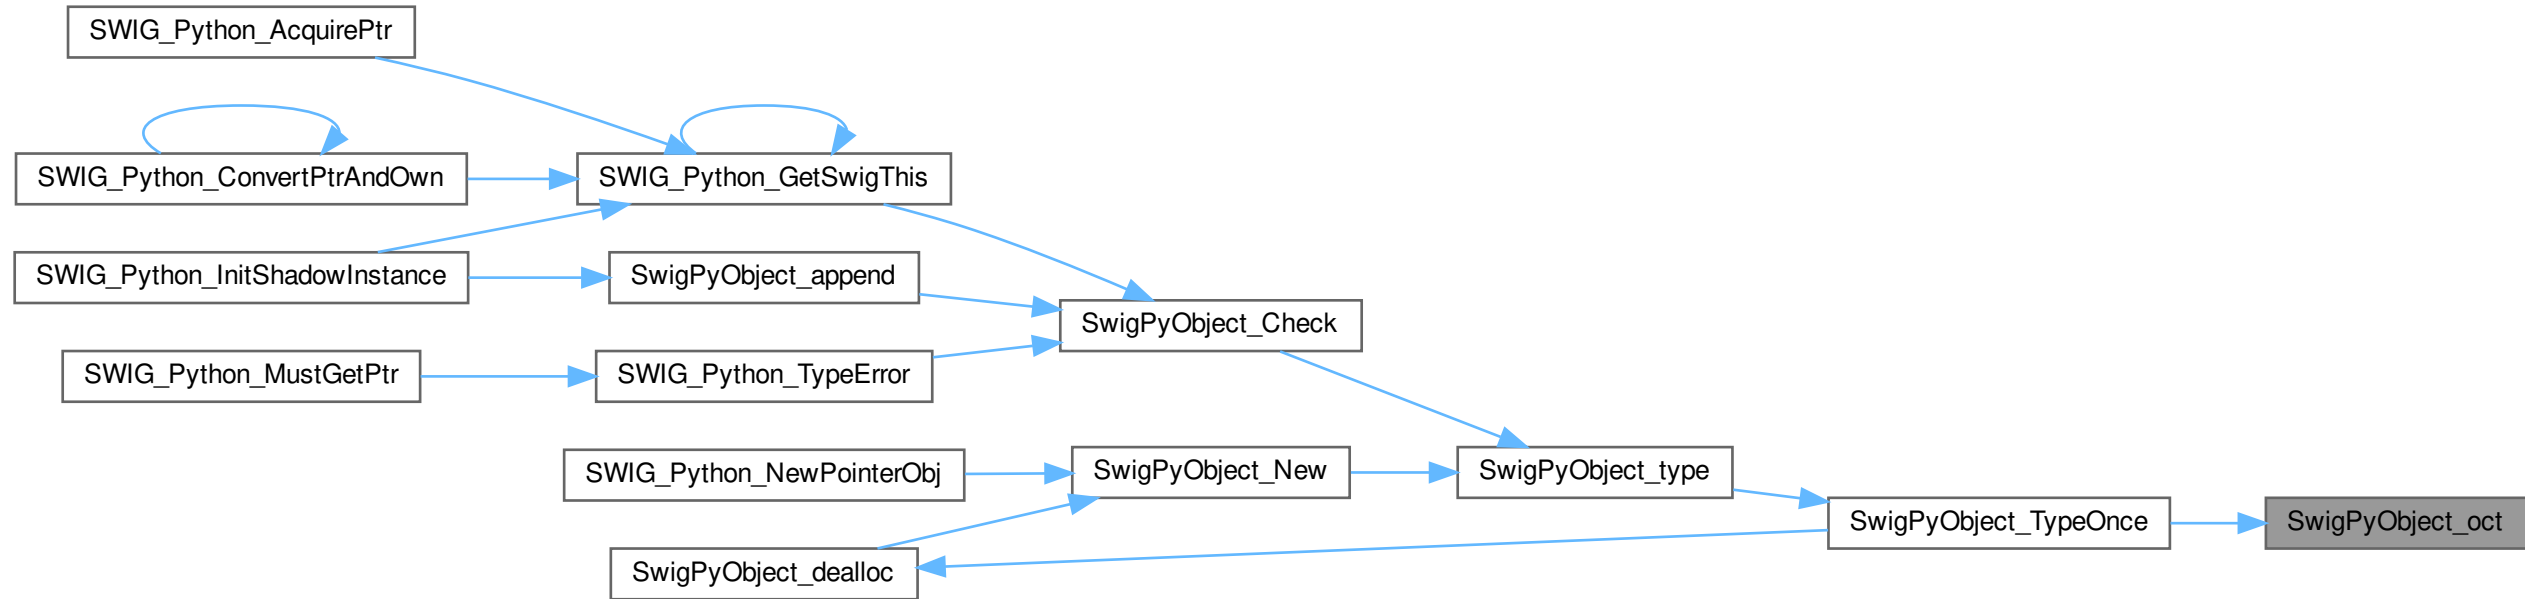 SWIG_Python_AcquirePtr
SWIG_Python_ConvertPtrAndOwn
SWIG_Python_GetSwigThis
SWIG_Python_InitShadowInstance
SwigPyObject_append
SwigPyObject_Check
SWIG_Python_MustGetPtr
SWIG_Python_TypeError
SWIG_Python_NewPointerObj
SwigPyObject_New
SwigPyObject_type
SwigPyObject_TypeOnce
SwigPyObject_oct
SwigPyObject_dealloc